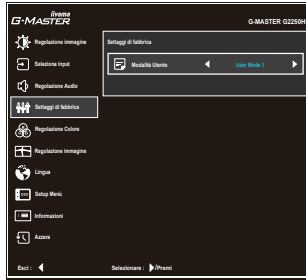 iiyama
G-MASTER
G-MASTER G2250H
Regolazione immagine
Seleziona input
Regolazione Audio
Settaggi di fabbrica
Regolazione Colore
Regolazione immagine
Lingua
Setup Menù
Informazioni
Azzera
Settaggi di fabbrica
Modalità Utente
User Mode 1
Esci :
Selezionare : /Premi